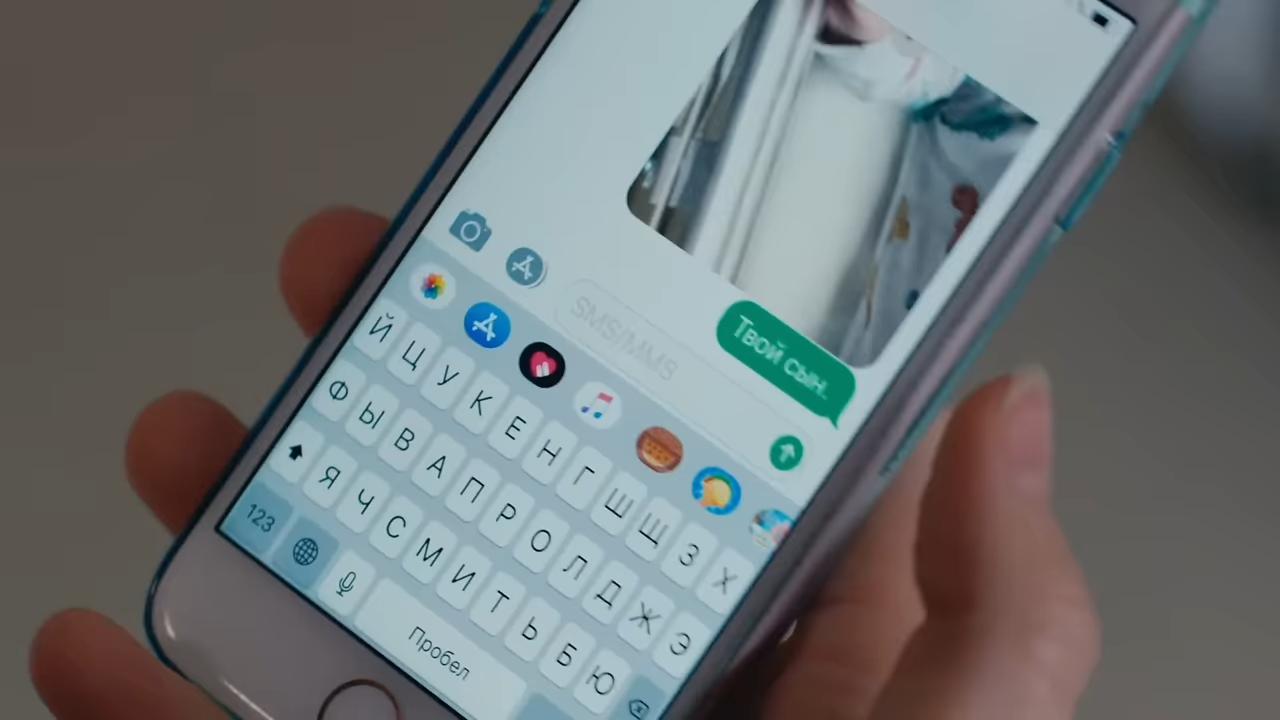 Твой сын.
SMS/MMS
Й Ц У К Е Н Г Ш Щ З Х
Ф Ы В А П Р О Л Д Ж Э
Я Ч С М И Т Ь Б Ю
123
Пробел